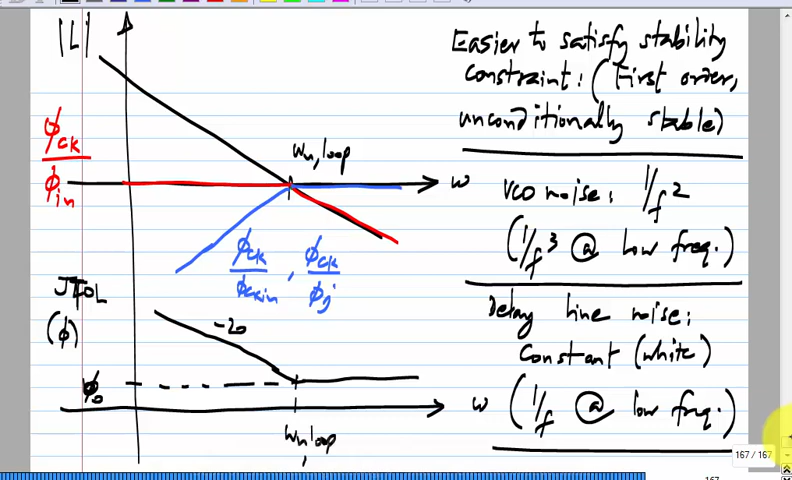 |L|
ϕck
ϕin
ωn,loop
ω
ϕck
ϕckin
,
ϕck
ϕj
JTOL
(ϕ)
-20
ϕo
ωn,loop
ω
Easier to satisfy stability
constraint: (First order,
unconditionally stable)
VCO noise: 1/f²
(1/f³ @ low freq.)
Delay line noise:
Constant (white)
(1/f @ low freq.)
167 / 167
167